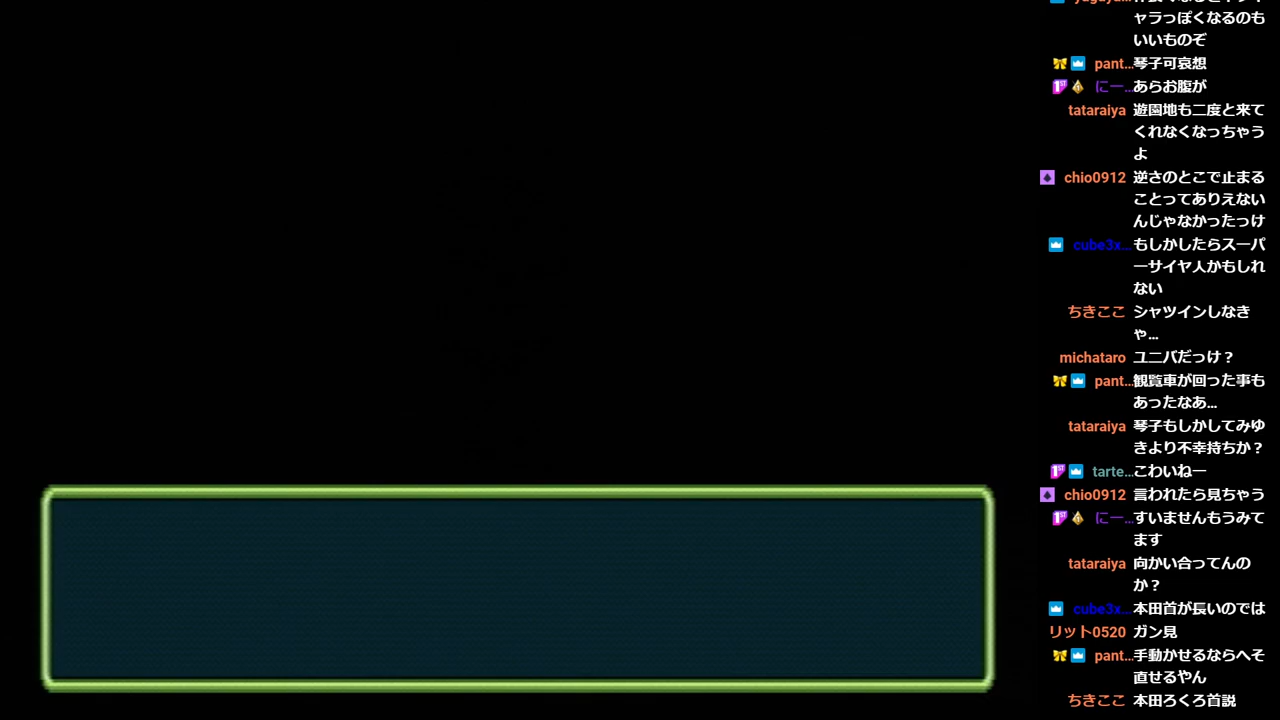 ャラっぽくなるのも
いいものぞ
pant…琴子可哀想
にー…あらお腹が
tataraiya 遊園地も二度と来て
くれなくなっちゃう
よ
chio0912 逆さのとこで止まる
ことってありえない
んじゃなかったっけ
cube3x…もしかしたらスーパ
ーサイヤ人かもしれ
ない
ちきここ シャツインしなき
ゃ…
michataro ユニバだっけ？
pant…観覧車が回った事も
あったなあ…
tataraiya 琴子もしかしてみゆ
きより不幸持ちか？
tarte…こわいねー
chio0912 言われたら見ちゃう
にー…すいませんもうみて
ます
tataraiya 向かい合ってんの
か？
cube3x…本田首が長いのでは
リット0520 ガン見
pant…手動かせるならへそ
直せるやん
ちきここ 本田ろくろ首説